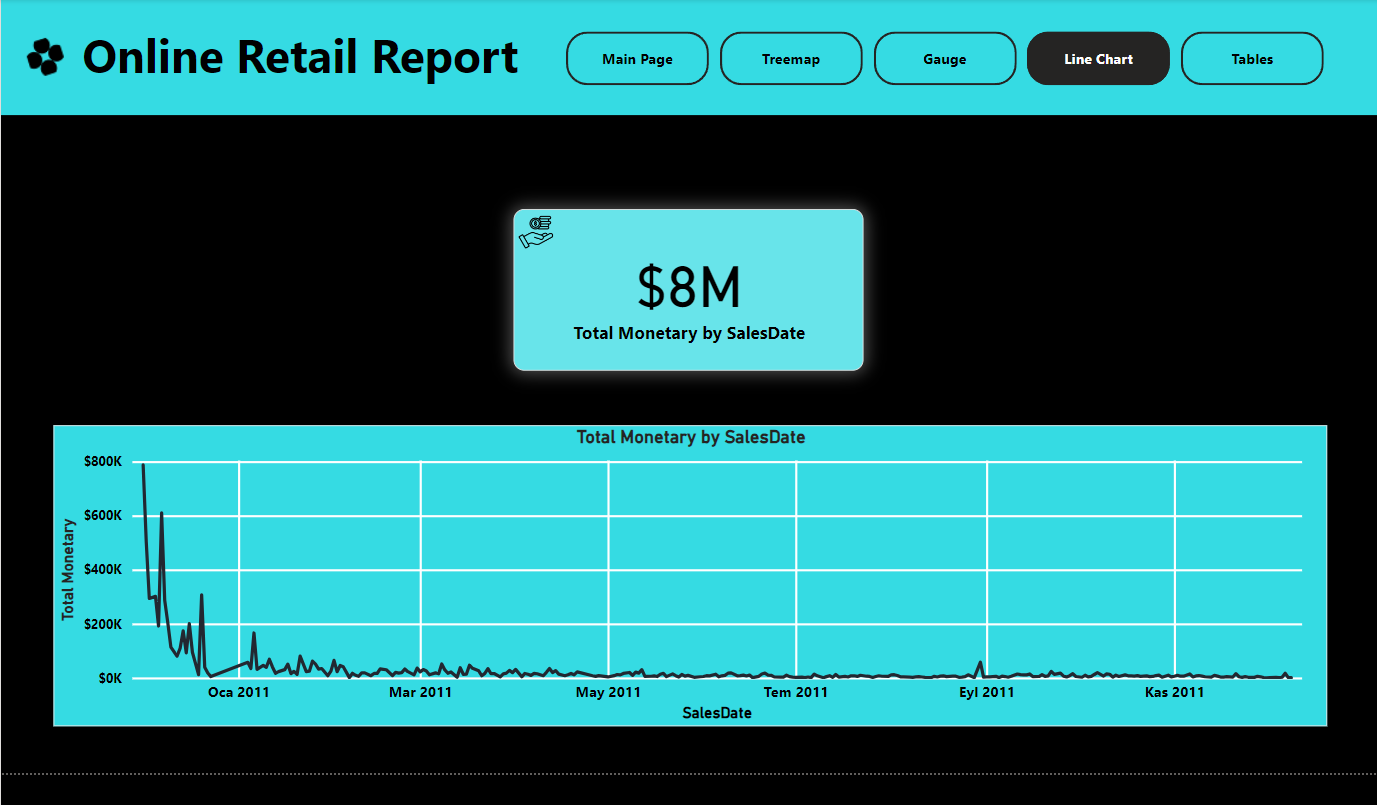 Online Retail Report
Main Page
Treemap
Gauge
Line Chart
Tables
$8M
Total Monetary by SalesDate
Total Monetary by SalesDate
Total Monetary
$800K
$600K
$400K
$200K
$0K
Oca 2011
Mar 2011
May 2011
Tem 2011
Eyl 2011
Kas 2011
SalesDate